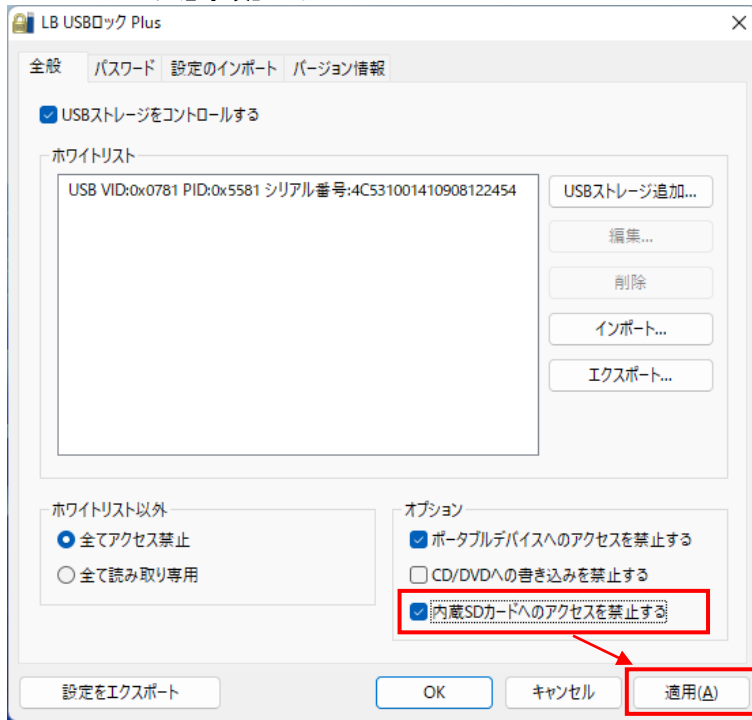 LB USBロック Plus
全般 パスワード 設定のインポート バージョン情報
USBストレージをコントロールする
ホワイトリスト
USB VID:0x0781 PID:0x5581 シリアル番号:4C531001410908122454
USBストレージ追加...
編集...
削除
インポート...
エクスポート...
ホワイトリスト以外
全てアクセス禁止
全て読み取り専用
オプション
ポータブルデバイスへのアクセスを禁止する
CD/DVDへの書き込みを禁止する
内蔵SDカードへのアクセスを禁止する
設定をエクスポート OK キャンセル 適用(A)